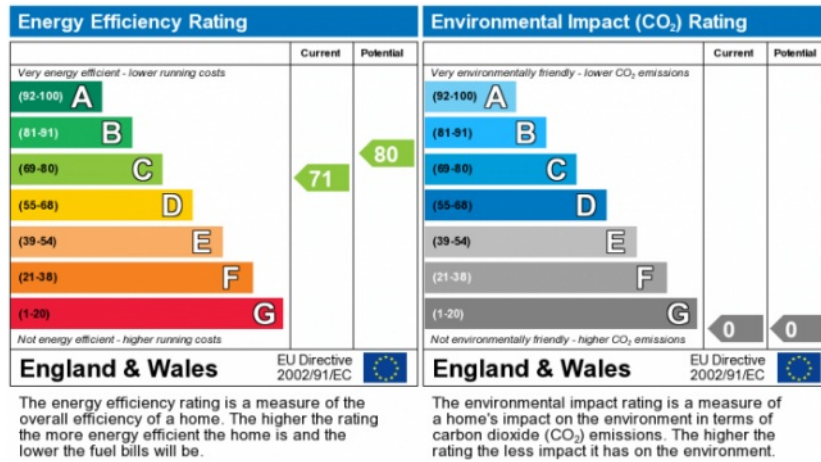 Energy Efficiency Rating
Current Potential
Very energy efficient - lower running costs
(92-100) A
(81-91) B
(69-80) C
(55-68) D
(39-54) E
(21-38) F
(1-20) G
71
80
Not energy efficient - higher running costs
England & Wales
EU Directive
2002/91/EC
The energy efficiency rating is a measure of the
overall efficiency of a home. The higher the rating
the more energy efficient the home is and the
lower the fuel bills will be.
Environmental Impact (CO₂) Rating
Current Potential
Very environmentally friendly - lower CO₂ emissions
(92-100) A
(81-91) B
(69-80) C
(55-68) D
(39-54) E
(21-38) F
(1-20) G
0
0
Not environmentally friendly - higher CO₂ emissions
England & Wales
EU Directive
2002/91/EC
The environmental impact rating is a measure of
a home's impact on the environment in terms of
carbon dioxide (CO₂) emissions. The higher the
rating the less impact it has on the environment.